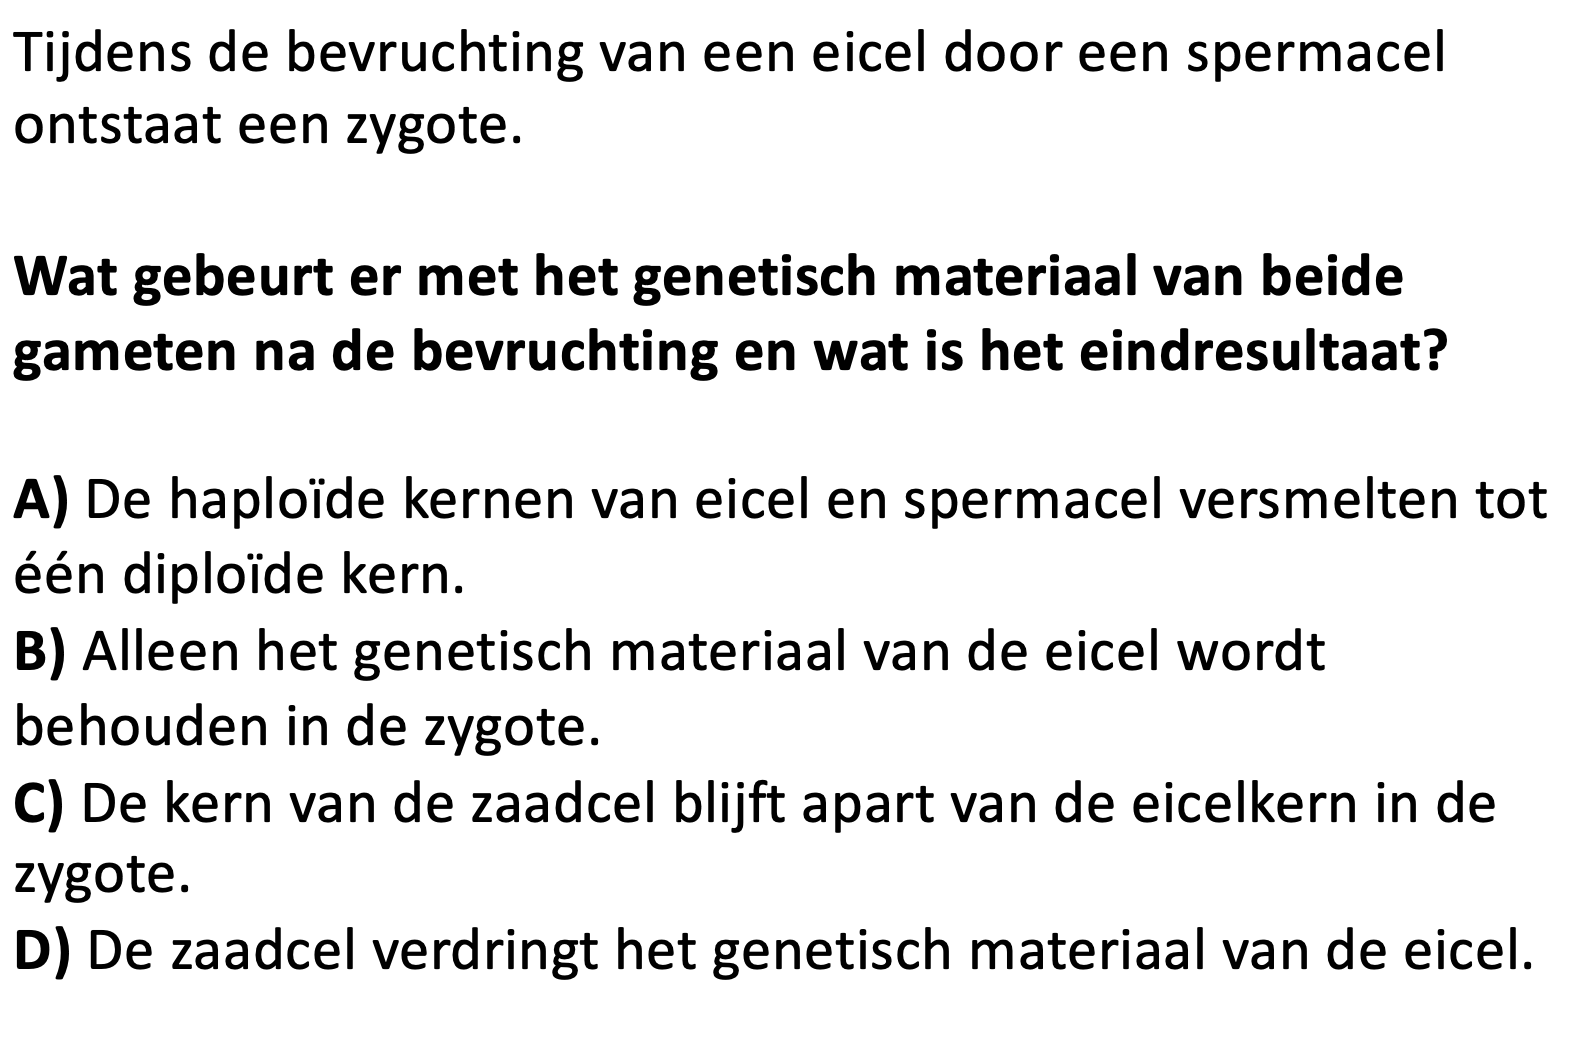 Tijdens de bevruchting van een eicel door een spermacel
ontstaat een zygote.
Wat gebeurt er met het genetisch materiaal van beide
gameten na de bevruchting en wat is het eindresultaat?
A) De haploïde kernen van eicel en spermacel versmelten tot
één diploïde kern.
B) Alleen het genetisch materiaal van de eicel wordt
behouden in de zygote.
C) De kern van de zaadcel blijft apart van de eicelkern in de
zygote.
D) De zaadcel verdringt het genetisch materiaal van de eicel.